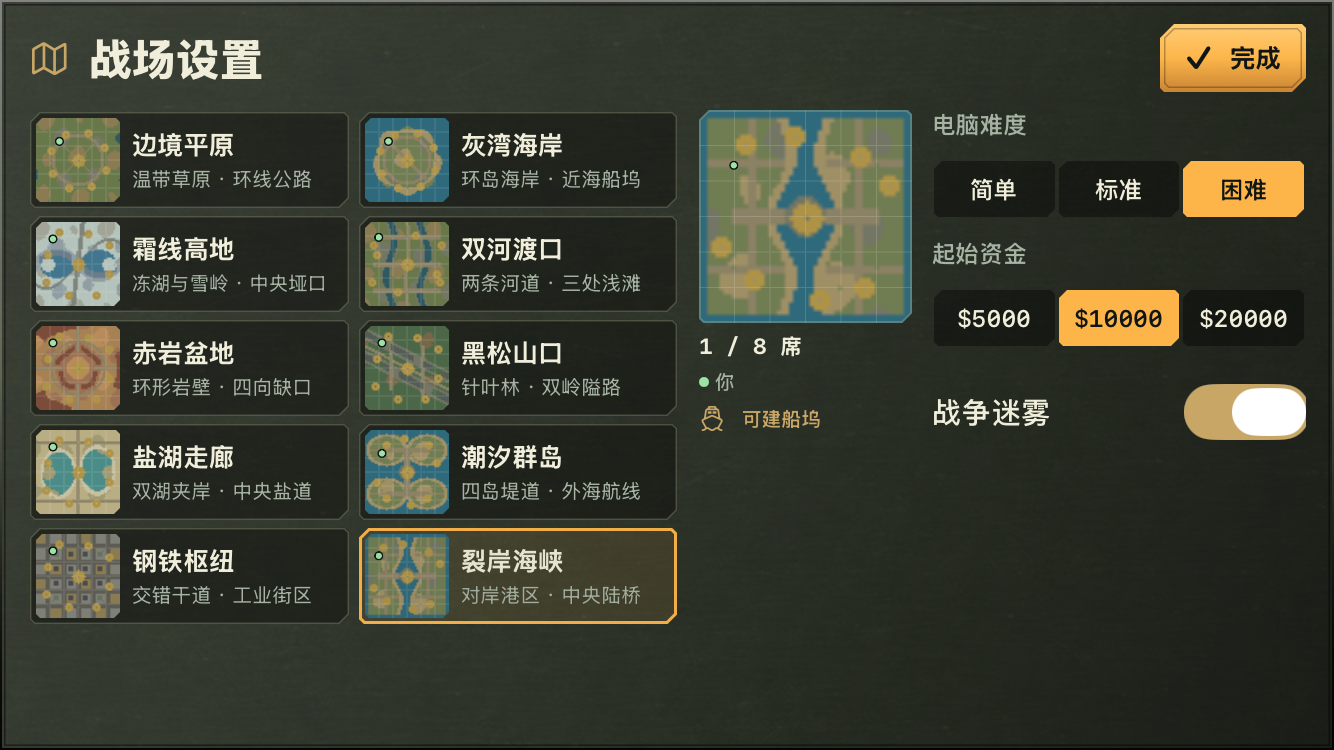 战场设置
完成
边境平原
温带草原 · 环线公路
灰湾海岸
环岛海岸 · 近海船坞
霜线高地
冻湖与雪岭 · 中央垭口
双河渡口
两条河道 · 三处浅滩
赤岩盆地
环形岩壁 · 四向缺口
黑松山口
针叶林 · 双岭隘路
盐湖走廊
双湖夹岸 · 中央盐道
潮汐群岛
四岛堤道 · 外海航线
钢铁枢纽
交错干道 · 工业街区
裂岸海峡
对岸港区 · 中央陆桥
1 / 8 席
你
可建船坞
电脑难度
简单
标准
困难
起始资金
$5000
$10000
$20000
战争迷雾